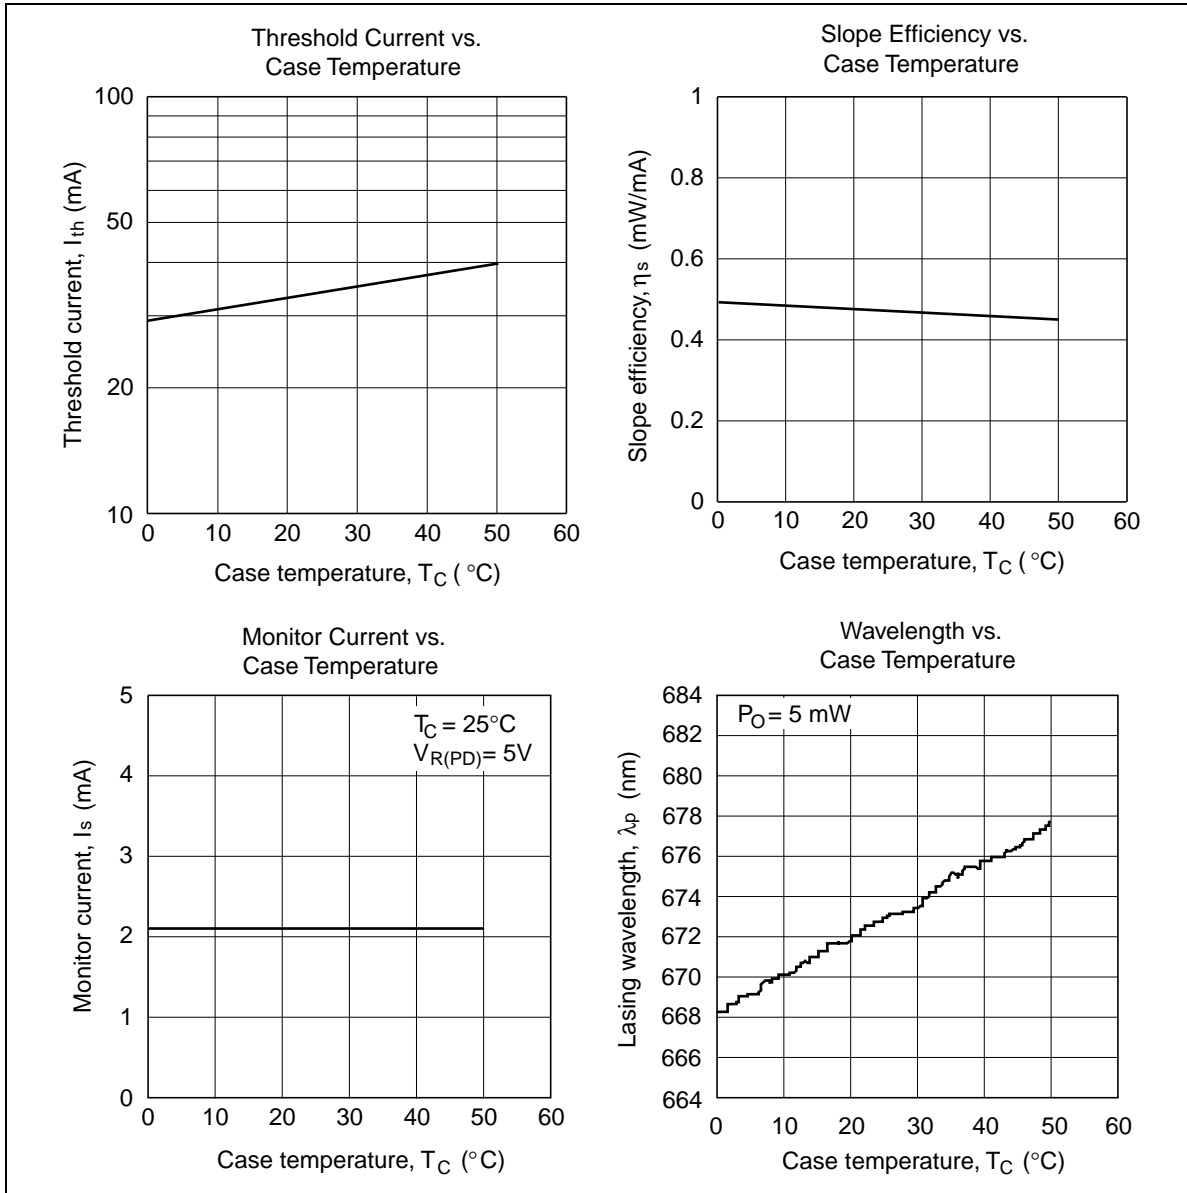 Threshold Current vs.
Case Temperature
100
50
20
10
0 10 20 30 40 50 60
Threshold current, Ith (mA)
Case temperature, TC ( °C)
Slope Efficiency vs.
Case Temperature
1
0.8
0.6
0.4
0.2
0
0 10 20 30 40 50 60
Slope efficiency, ηs (mW/mA)
Case temperature, TC ( °C)
Monitor Current vs.
Case Temperature
TC = 25°C
VR(PD)= 5V
5
4
3
2
1
0
0 10 20 30 40 50 60
Monitor current, Is (mA)
Case temperature, TC (°C)
Wavelength vs.
Case Temperature
PO = 5 mW
684
682
680
678
676
674
672
670
668
666
664
0 10 20 30 40 50 60
Lasing wavelength, λp (nm)
Case temperature, TC (°C)